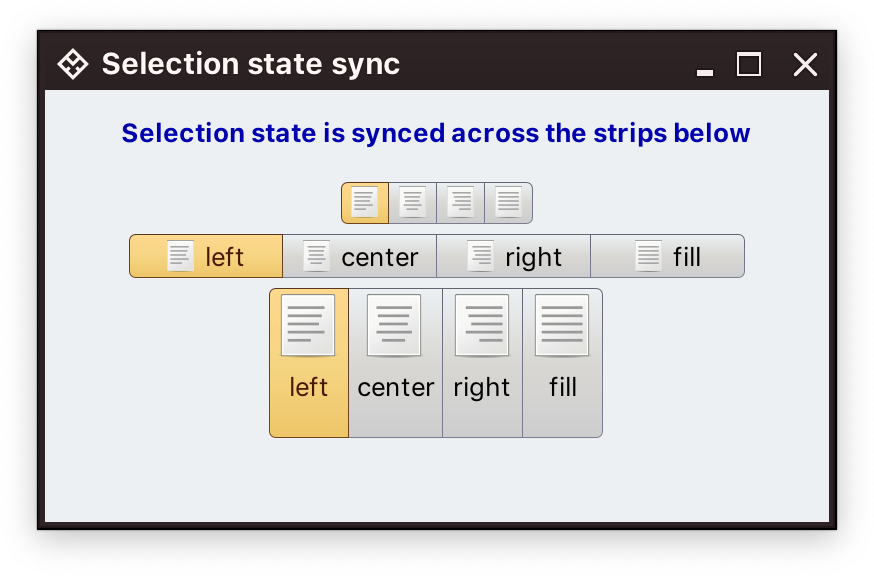 Selection state sync
Selection state is synced across the strips below
left center right fill
left center right fill